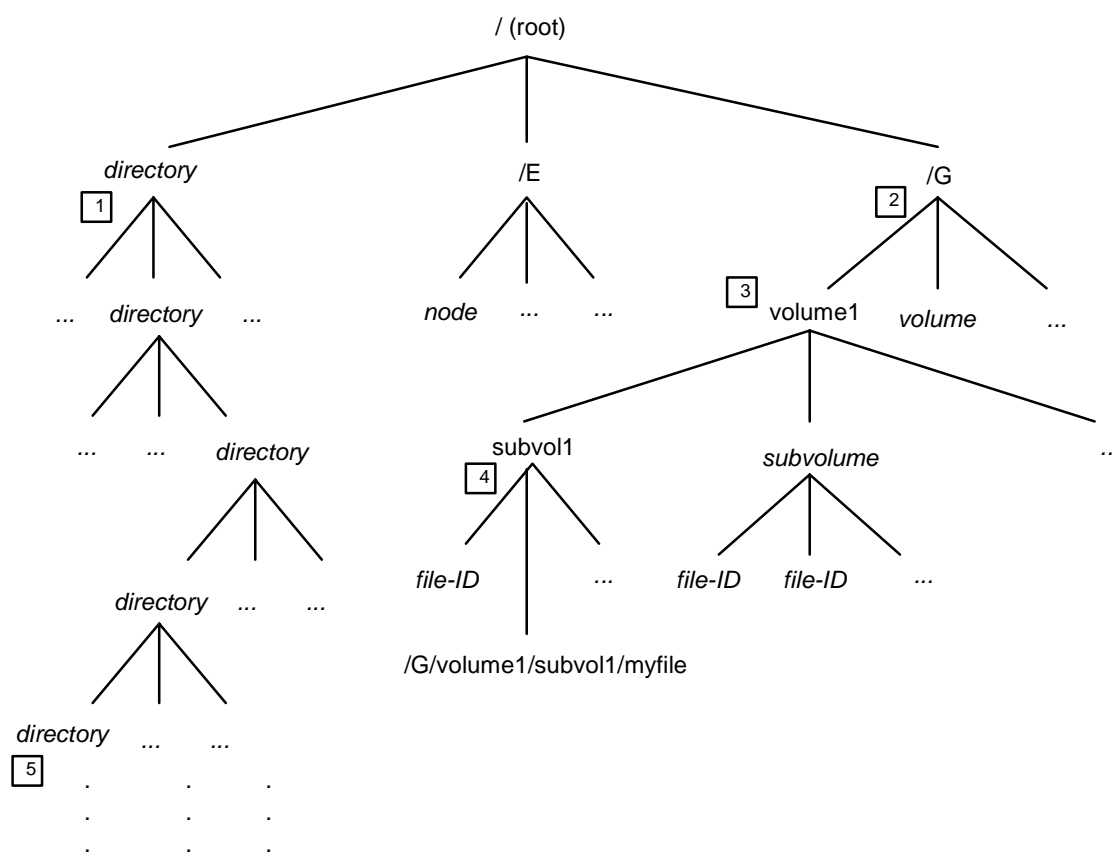 / (root)
directory /E /G
1 2
3
... directory ... node ... ... volume1 volume ...
... ... directory subvol1 subvolume ..
4
file-ID ... file-ID file-ID ...
directory ... ...
/G/volume1/subvol1/myfile
directory ... ...
5
. . .
. . .
. . .